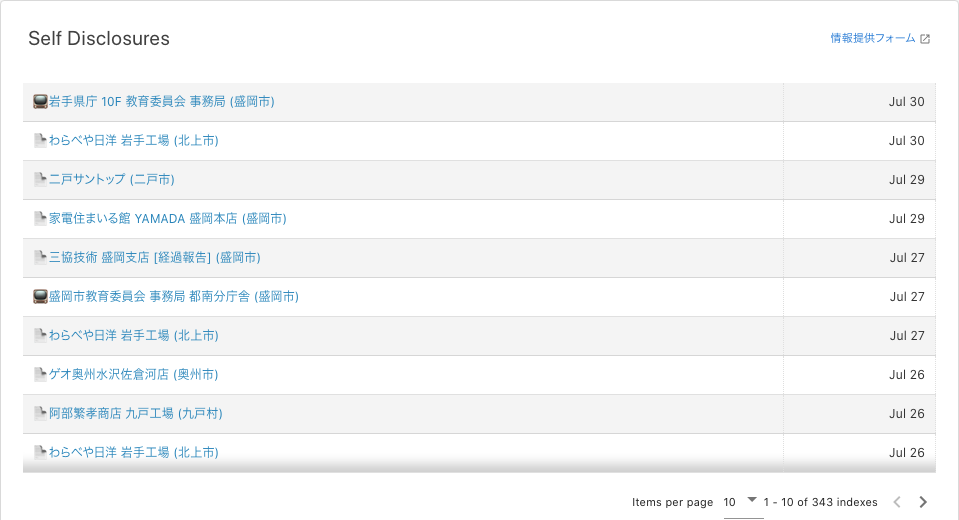 Self Disclosures
情報提供フォーム
岩手県庁 10F 教育委員会 事務局 (盛岡市) Jul 30
わらべや日洋 岩手工場 (北上市) Jul 30
二戸サントップ (二戸市) Jul 29
家電住まいる館 YAMADA 盛岡本店 (盛岡市) Jul 29
三協技術 盛岡支店 [経過報告] (盛岡市) Jul 27
盛岡市教育委員会 事務局 都南分庁舎 (盛岡市) Jul 27
わらべや日洋 岩手工場 (北上市) Jul 27
ゲオ奥州水沢佐倉河店 (奥州市) Jul 26
阿部繁孝商店 九戸工場 (九戸村) Jul 26
わらべや日洋 岩手工場 (北上市) Jul 26
Items per page 10 1 - 10 of 343 indexes